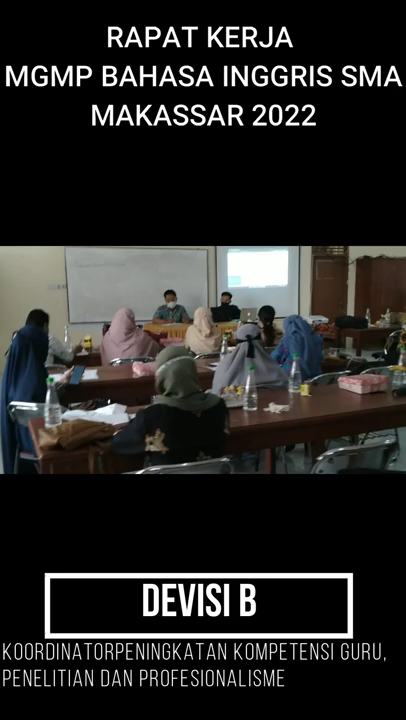 RAPAT KERJA
MGMP BAHASA INGGRIS SMA
MAKASSAR 2022
DEVISI B
KOORDINATORPENINGKATAN KOMPETENSI GURU,
PENELITIAN DAN PROFESIONALISME